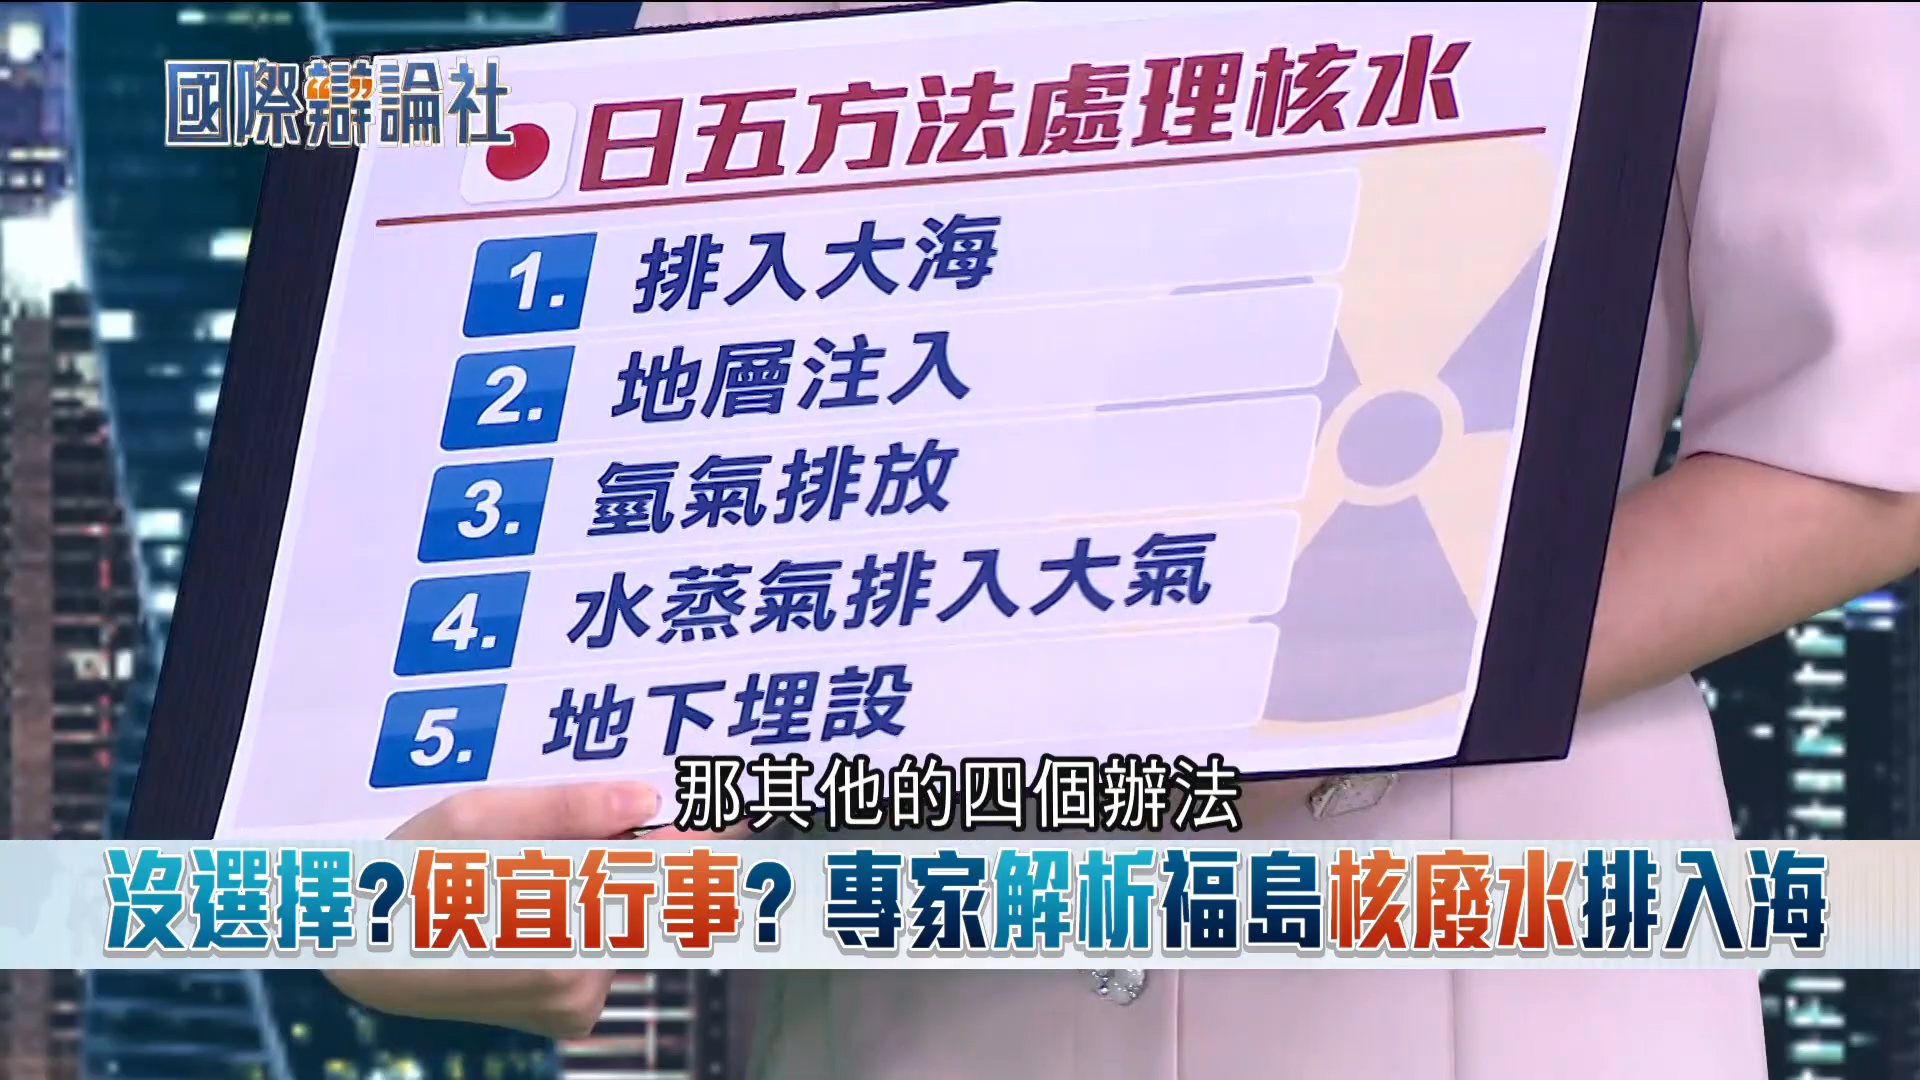 國際辯論社
日五方法處理核水
1. 排入大海
2. 地層注入
3. 氫氣排放
4. 水蒸氣排入大氣
5. 地下埋設
那其他的四個辦法
沒選擇?便宜行事? 專家解析福島核廢水排入海